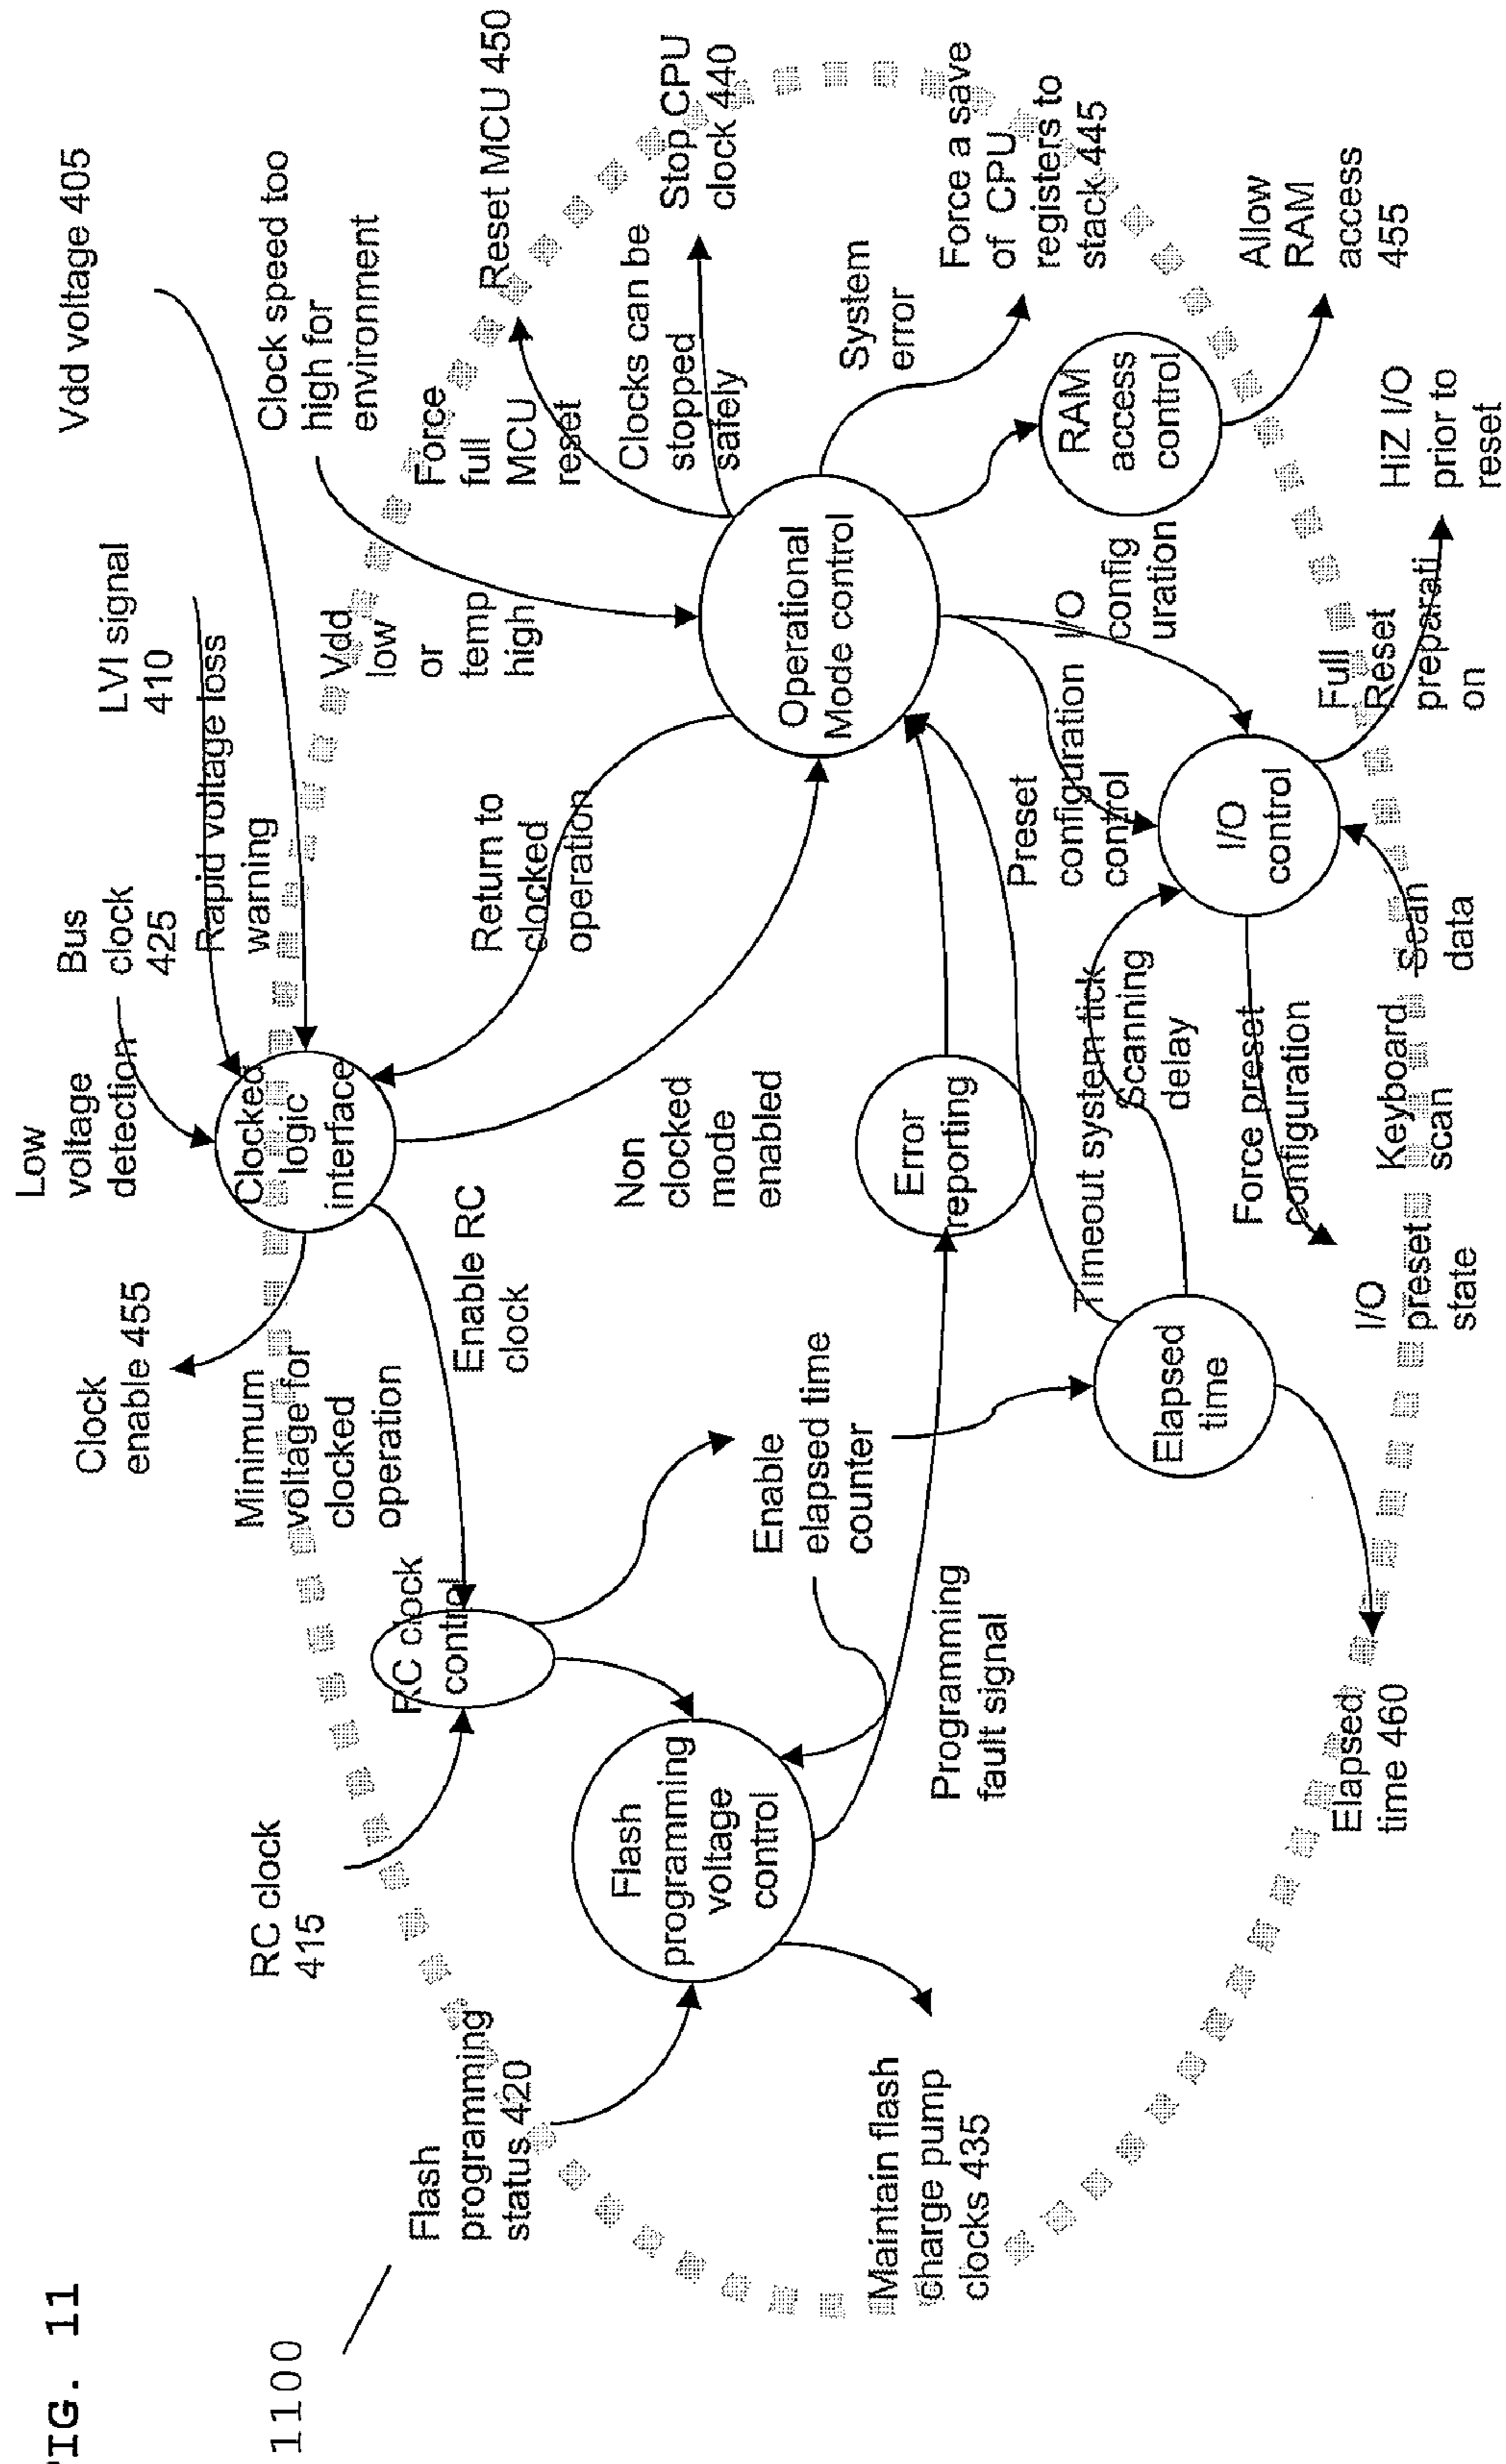 FIG. 11
1100
Low
voltage
detection
Bus
clock
425
LVI signal
410
Rapid voltage loss
warning
Vdd voltage 405
Clock speed too
high for
environment
Clock
enable 455
Minimum
voltage for
clocked
operation
Clocked
logic
interface
Vdd
low
or
temp
high
Force
full
MCU
reset
Reset MCU 450
RC clock
415
RC clock
control
Enable RC
clock
Return to
clocked
operation
Clocks can be
stopped
safely
Stop CPU
clock 440
Flash
programming
status 420
Flash
programming
voltage
control
Non
clocked
mode
enabled
Operational
Mode control
System
error
Force a save
of CPU
registers to
stack 445
Enable
elapsed time
counter
Maintain flash
charge pump
clocks 435
Programming
fault signal
Error
reporting
Preset
configuration
control
I/O
config
uration
RAM
access
control
Allow
RAM
access
455
Elapsed
time
Timeout system tick
Scanning
delay
I/O
control
Force preset
configuration
Full
Reset
preparati
on
HiZ I/O
prior to
reset
Elapsed
time 460
I/O
preset
state
Keyboard
scan
Scan
data